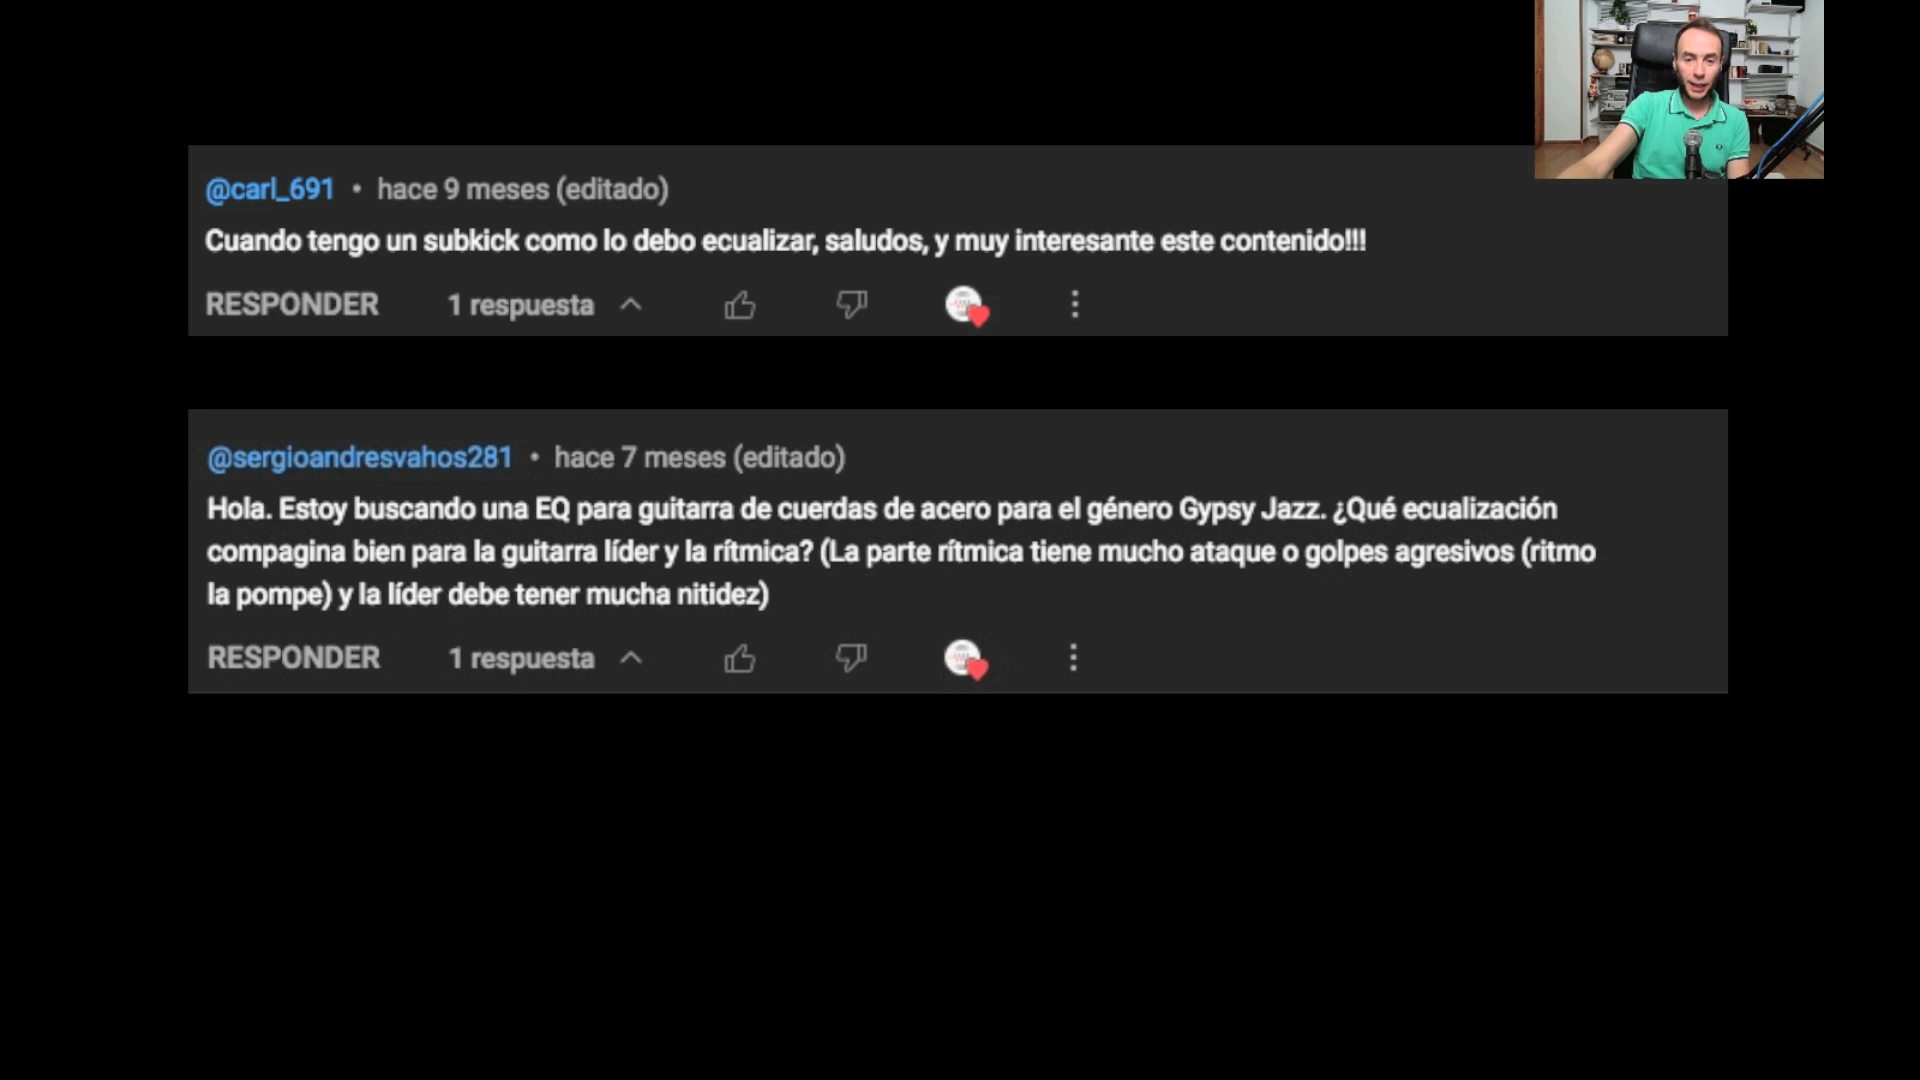 @carl_691 • hace 9 meses (editado)
Cuando tengo un subkick como lo debo ecualizar, saludos, y muy interesante este contenido!!!
RESPONDER 1 respuesta
@sergioandresvahos281 • hace 7 meses (editado)
Hola. Estoy buscando una EQ para guitarra de cuerdas de acero para el género Gypsy Jazz. ¿Qué ecualización
compagina bien para la guitarra líder y la rítmica? (La parte rítmica tiene mucho ataque o golpes agresivos (ritmo
la pompe) y la líder debe tener mucha nitidez)
RESPONDER 1 respuesta